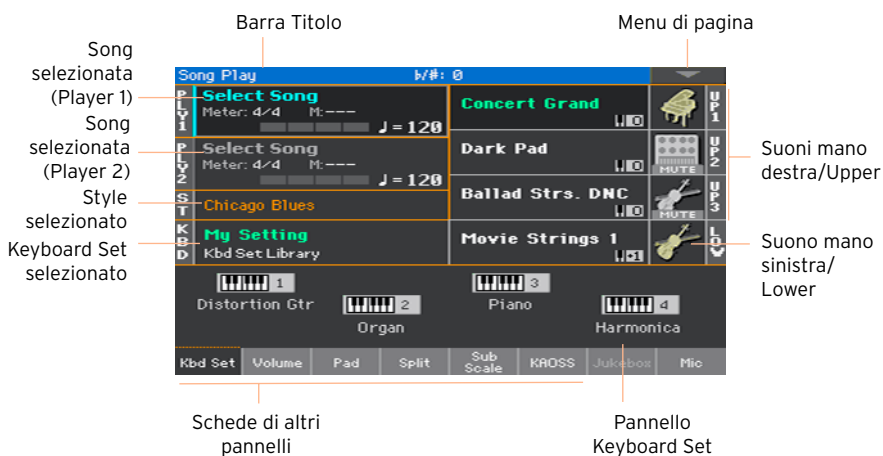 Barra Titolo
Menu di pagina
Song
selezionata
(Player 1)
Song
selezionata
(Player 2)
Style
selezionato
Keyboard Set
selezionato
Song Play
♭/#: 0
PLY1
Select Song
Meter: 4/4 M:---
♩=120
PLY2
Select Song
Meter: 4/4 M:---
♩=120
ST
Chicago Blues
KBD
My Setting
Kbd Set Library
Concert Grand
0
UP1
Dark Pad
0
MUTE
UP2
Ballad Strs. DNC
0
MUTE
UP3
Movie Strings 1
+1
LOW
Suoni mano
destra/Upper
Suono mano
sinistra/
Lower
1
Distortion Gtr
2
Organ
3
Piano
4
Harmonica
Kbd Set
Volume
Pad
Split
Sub
Scale
KAOSS
Jukebox
Mic
Schede di altri
pannelli
Pannello
Keyboard Set